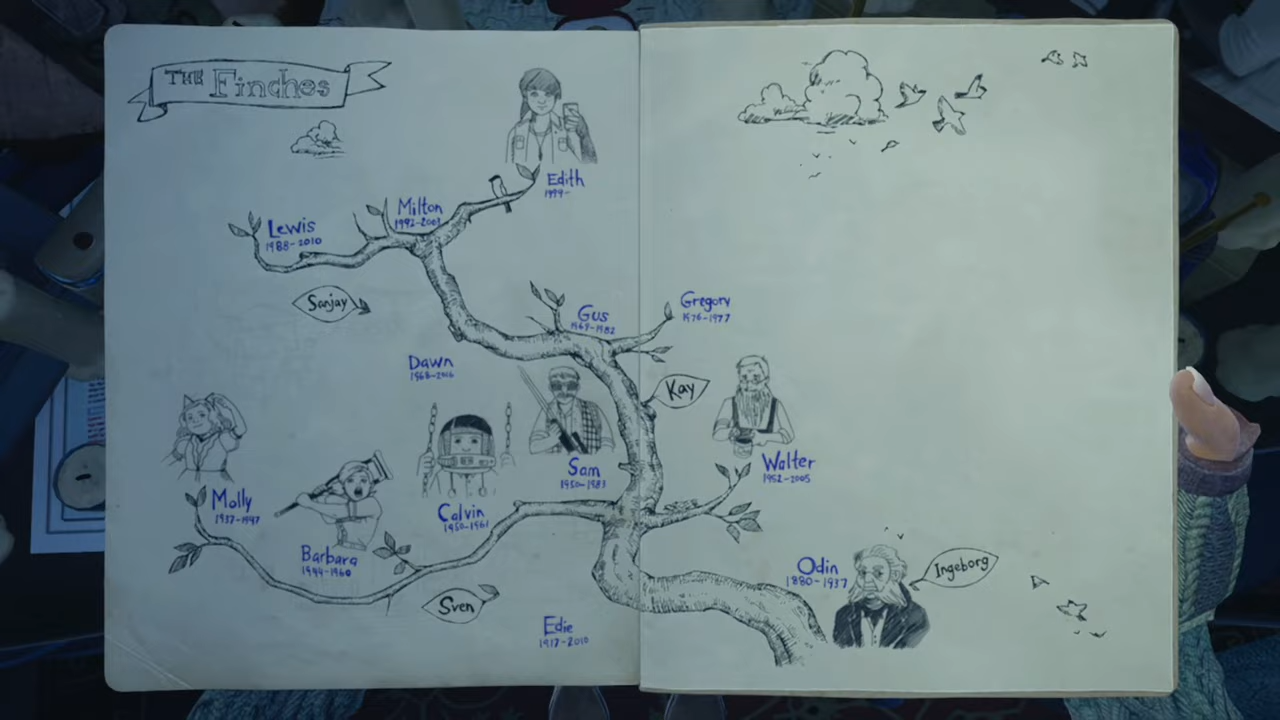 THE Finches
Edith
1999-
Milton
1992-2003
Lewis
1988-2010
Sanjay
Gregory
1976-1977
Gus
1969-1982
Dawn
1968-2016
Kay
Sam
1950-1983
Walter
1952-2005
Molly
1937-1947
Calvin
1950-1961
Barbara
1944-1960
Odin
1880-1937
Ingeborg
Sven
Edie
1917-2010